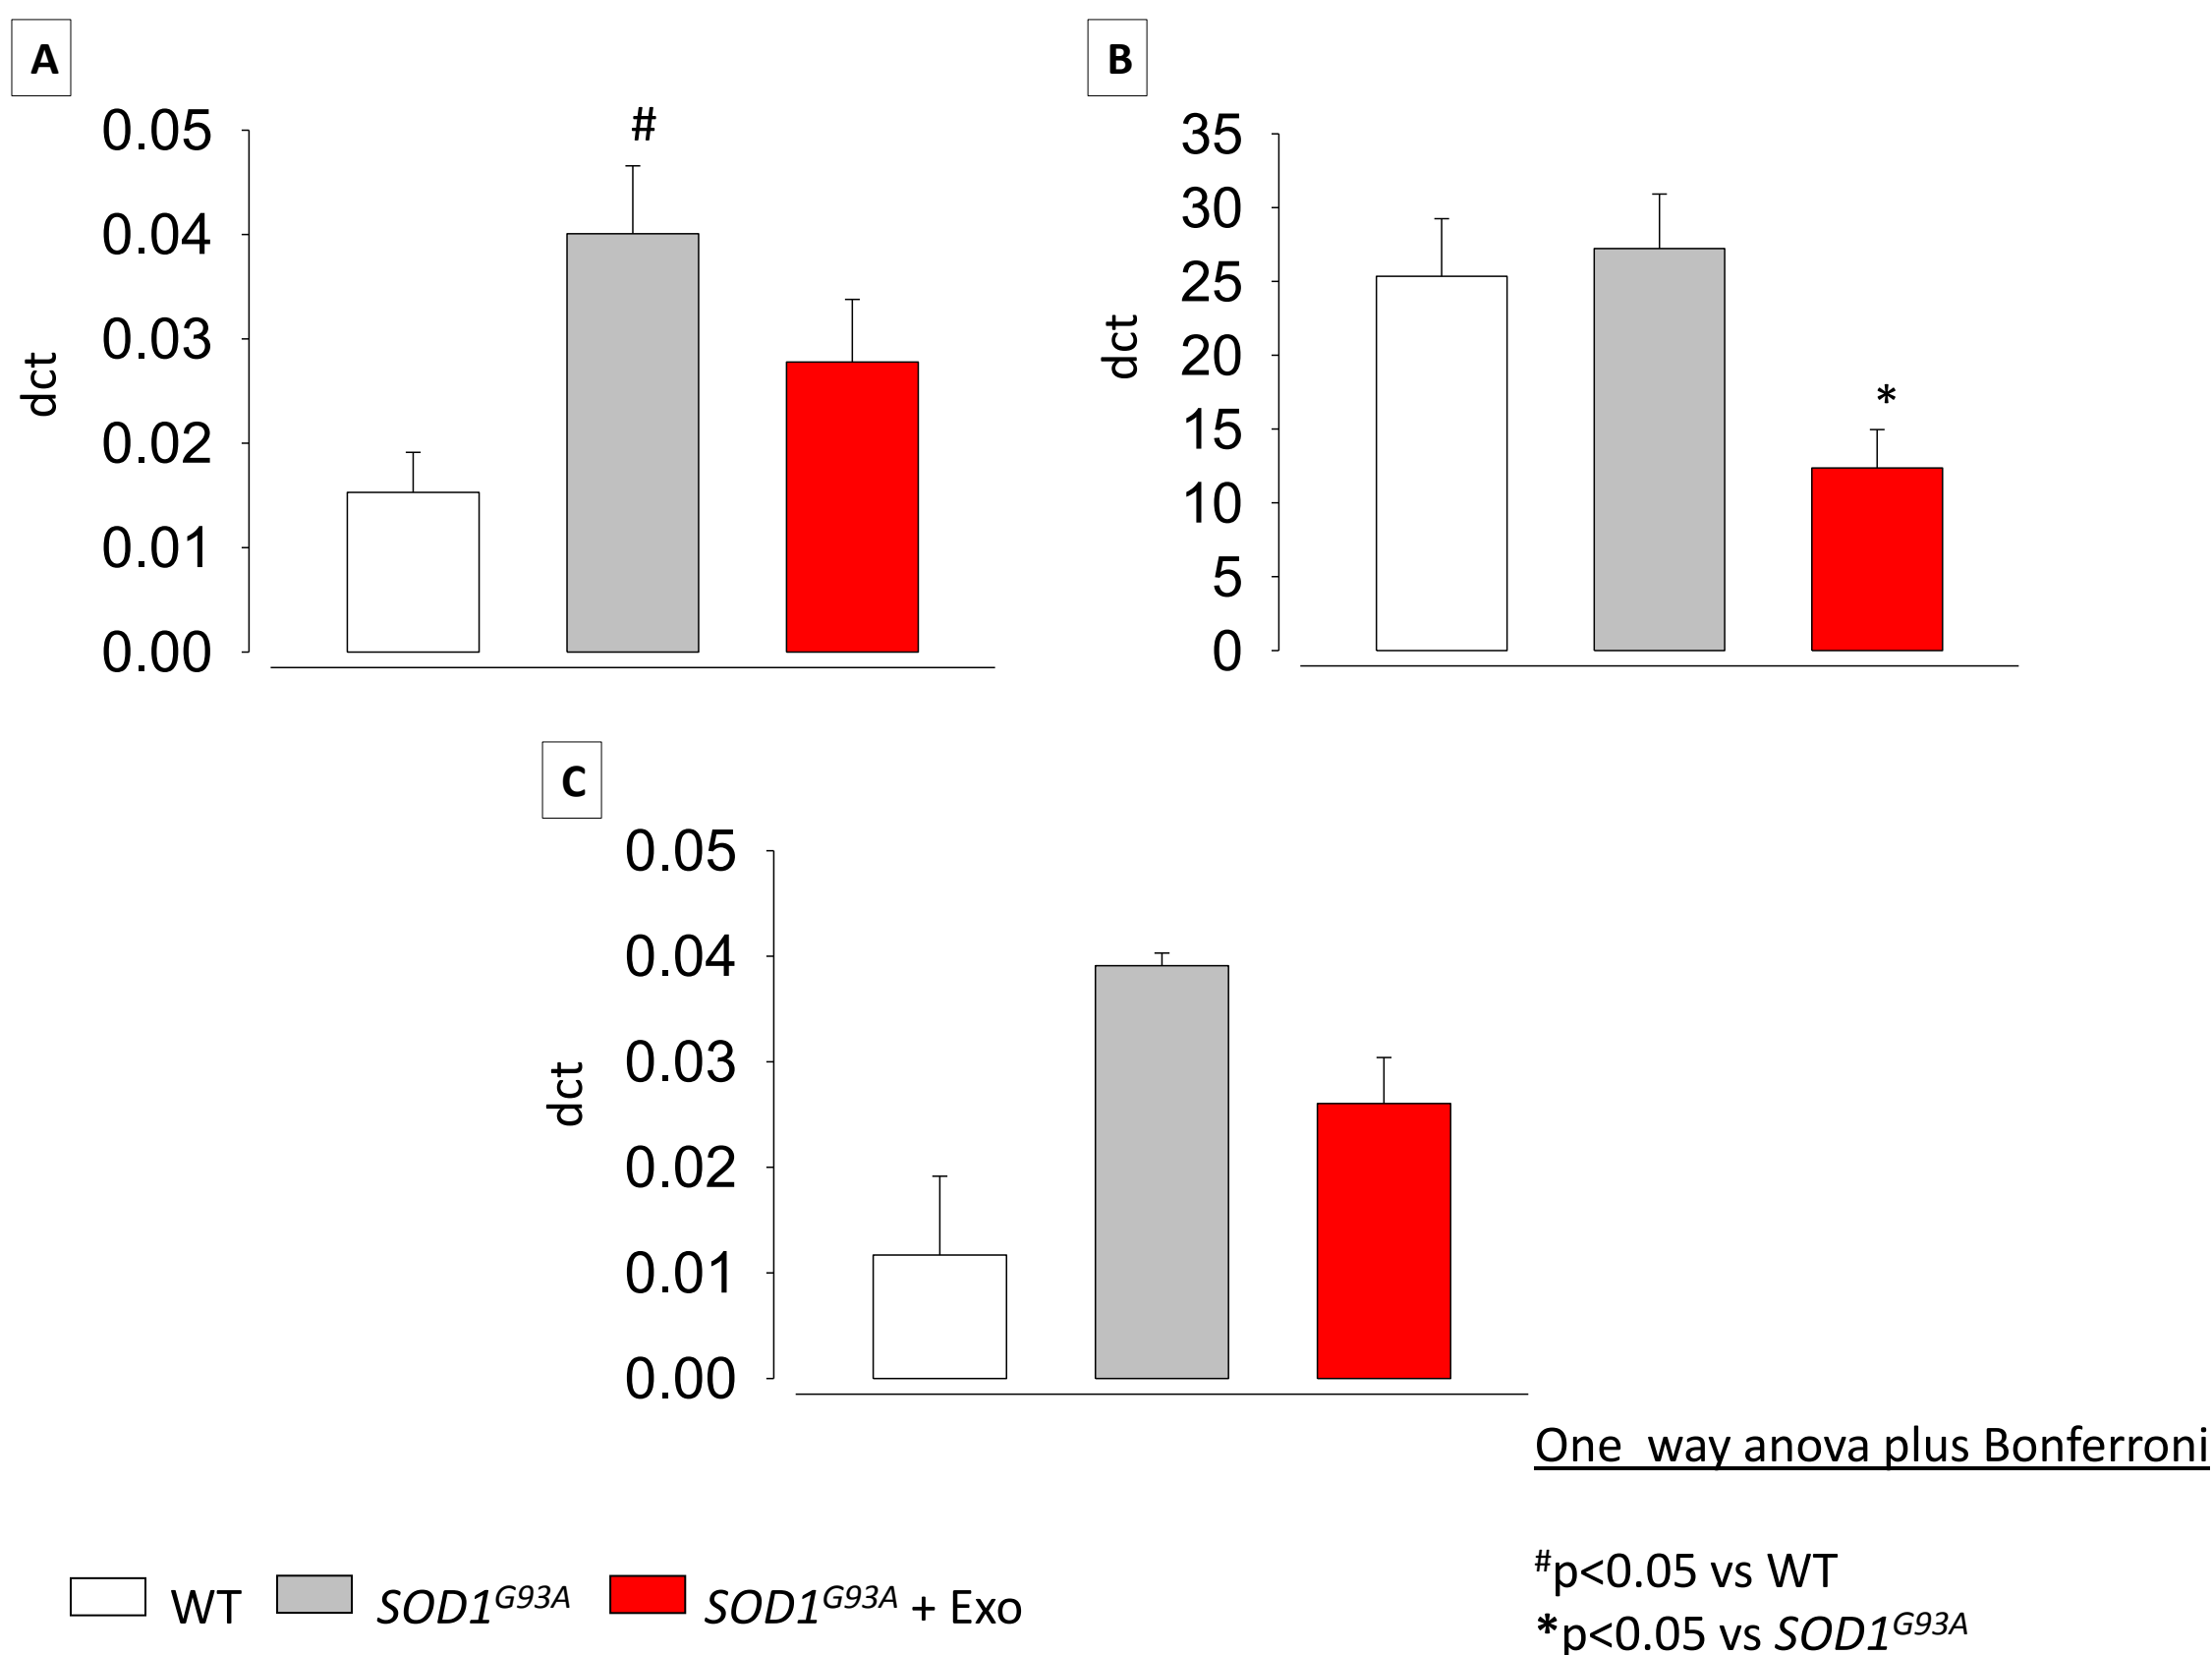 A
0.05
0.04
0.03
0.02
0.01
0.00
dct
#
B
35
30
25
20
15
10
5
0
dct
*
C
0.05
0.04
0.03
0.02
0.01
0.00
dct
One way anova plus Bonferroni
#p<0.05 vs WT
*p<0.05 vs SOD1G93A
WT SOD1G93A SOD1G93A + Exo